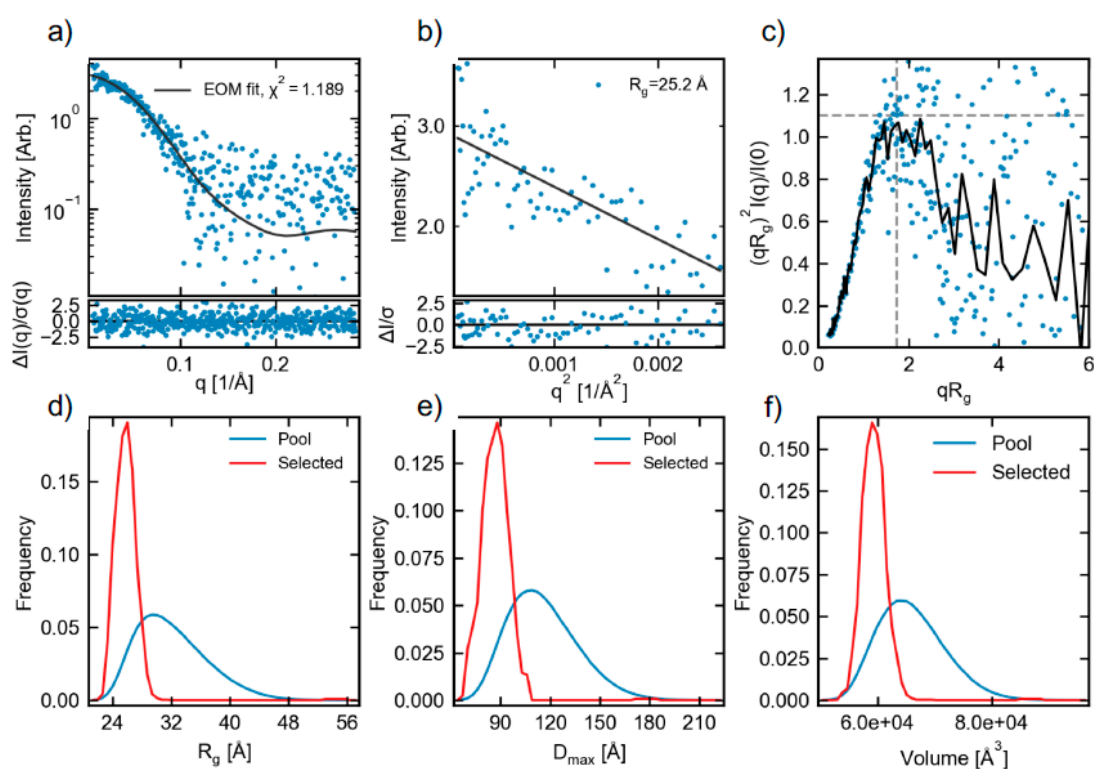 a)
EOM fit, χ² = 1.189
10⁰
10⁻¹
Intensity [Arb.]
2.5
0.0
−2.5
ΔI(q)/σ(q)
0.1
0.2
q [1/Å]
b)
R_g=25.2 Å
3.0
2.0
Intensity [Arb.]
2.5
0.0
−2.5
ΔI/σ
0.001
0.002
q² [1/Å²]
c)
1.2
1.0
0.8
0.6
0.4
0.2
0.0
(qR_g)² I(q)/I(0)
0
2
4
6
qR_g
d)
Pool
Selected
0.15
0.10
0.05
0.00
Frequency
24
32
40
48
56
R_g [Å]
e)
Pool
Selected
0.125
0.100
0.075
0.050
0.025
0.000
Frequency
90
120
150
180
210
D_max [Å]
f)
Pool
Selected
0.150
0.125
0.100
0.075
0.050
0.025
0.000
Frequency
6.0e+04
8.0e+04
Volume [Å³]